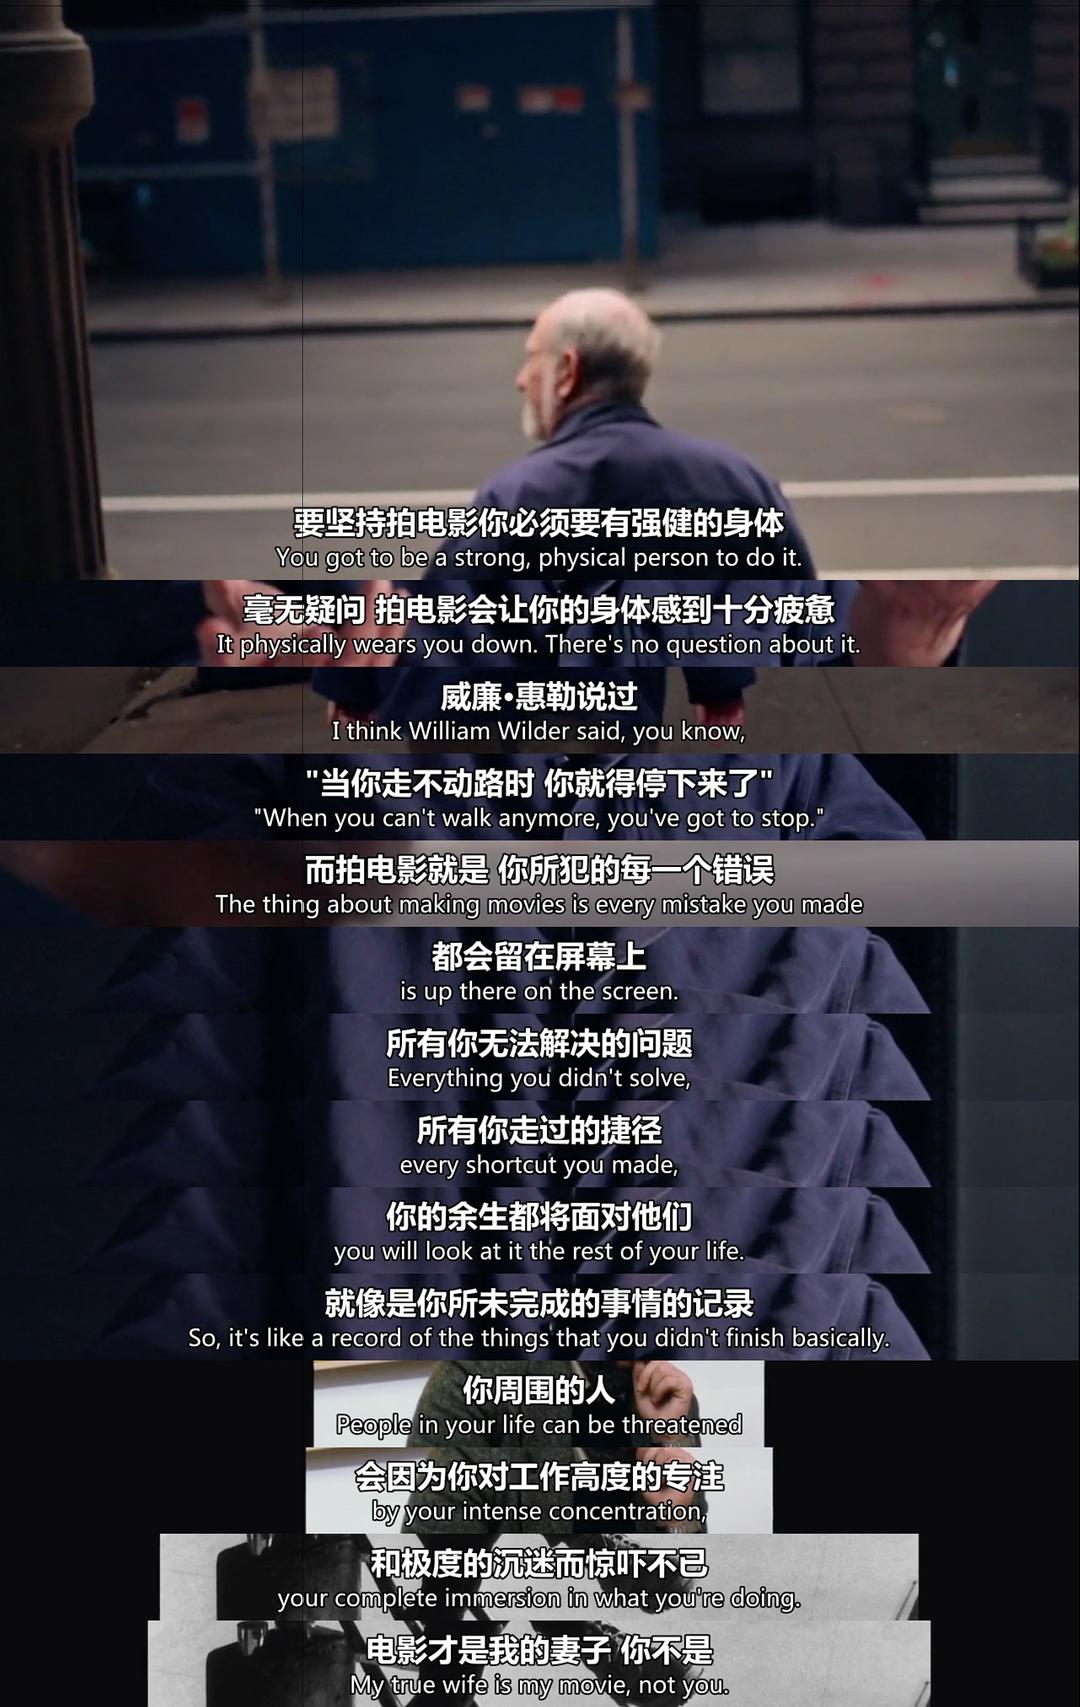 要坚持拍电影你必须要有强健的身体
You got to be a strong, physical person to do it.
毫无疑问 拍电影会让你的身体感到十分疲惫
It physically wears you down. There's no question about it.
威廉·惠勒说过
I think William Wilder said, you know,
"当你走不动路时 你就得停下来了"
"When you can't walk anymore, you've got to stop."
而拍电影就是 你所犯的每一个错误
The thing about making movies is every mistake you made
都会留在屏幕上
is up there on the screen.
所有你无法解决的问题
Everything you didn't solve,
所有你走过的捷径
every shortcut you made,
你的余生都将面对他们
you will look at it the rest of your life.
就像是你所未完成的事情的记录
So, it's like a record of the things that you didn't finish basically.
你周围的人
People in your life can be threatened
会因为你对工作高度的专注
by your intense concentration,
和极度的沉迷而惊吓不已
your complete immersion in what you're doing.
电影才是我的妻子 你不是
My true wife is my movie, not you.